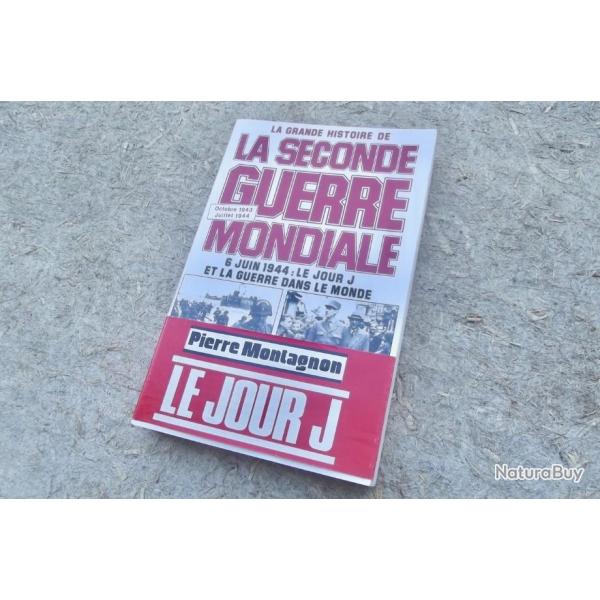 LA GRANDE HISTOIRE DE
LA SECONDE
GUERRE
Octobre 1943
Juillet 1944
MONDIALE
6 JUIN 1944 : LE JOUR J
ET LA GUERRE DANS LE MONDE
Pierre Montagnon
LE JOUR J
NaturaBuy